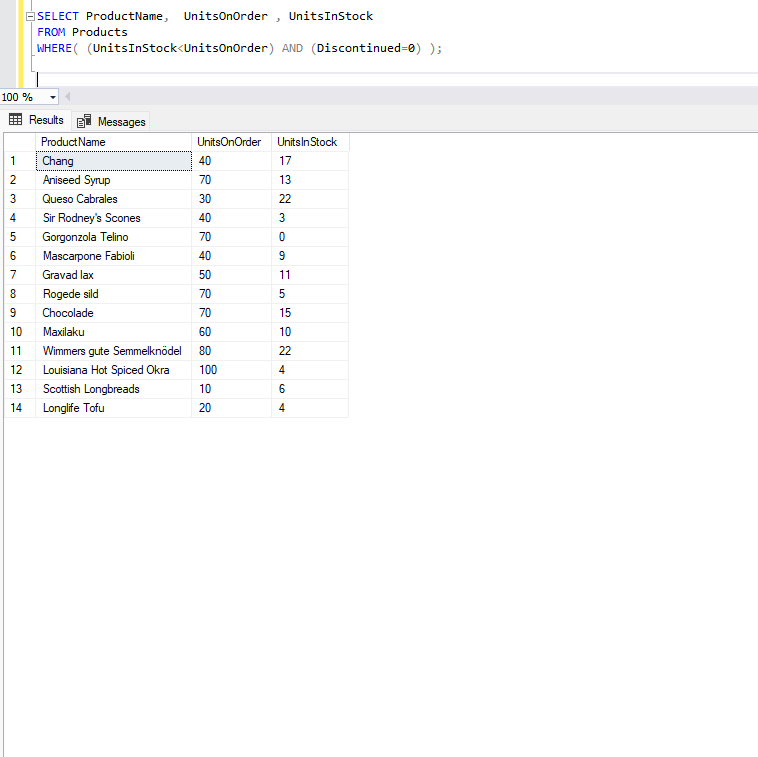 SELECT ProductName,  UnitsOnOrder , UnitsInStock
FROM Products
WHERE( (UnitsInStock<UnitsOnOrder) AND (Discontinued=0) );
100 %
Results Messages
ProductName UnitsOnOrder UnitsInStock
1 Chang 40 17
2 Aniseed Syrup 70 13
3 Queso Cabrales 30 22
4 Sir Rodney's Scones 40 3
5 Gorgonzola Telino 70 0
6 Mascarpone Fabioli 40 9
7 Gravad lax 50 11
8 Rogede sild 70 5
9 Chocolade 70 15
10 Maxilaku 60 10
11 Wimmers gute Semmelknödel 80 22
12 Louisiana Hot Spiced Okra 100 4
13 Scottish Longbreads 10 6
14 Longlife Tofu 20 4